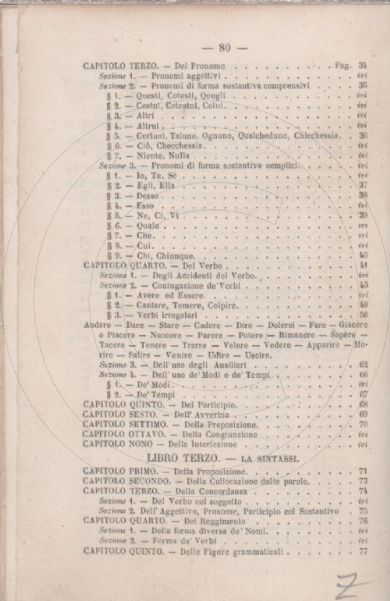 — 80 —
CAPITOLO TERZO. — Del Pronome . . . Pag. 34
Sezione 1. — Pronomi aggettivi . . . ivi
Sezione 2. — Pronomi di forma sostantiva comprensivi . . . 35
§ 1. — Questi, Cotesti, Quegli . . . ivi
§ 2. — Costui, Cotestui, Colui . . . ivi
§ 3. — Altri . . . ivi
§ 4. — Altrui . . . ivi
§ 5. — Certuni, Taluno, Ognuno, Qualcheduno, Chicchessia . 36
§ 6. — Ciò, Checchessia . . . ivi
§ 7. — Niente, Nulla . . . ivi
Sezione 3. — Pronomi di forma sostantiva semplici . . . ivi
§ 1. — Io, Tu, Sè . . . ivi
§ 2. — Egli, Ella . . . 37
§ 3. — Desso . . . 38
§ 4. — Esso . . . ivi
§ 5. — Ne, Ci, Vi . . . 39
§ 6. — Quale . . . ivi
§ 7. — Che . . . ivi
§ 8. — Cui . . . ivi
§ 9. — Chi, Chiunque . . . 40
CAPITOLO QUARTO. — Del Verbo . . . 41
Sezione 1. — Degli Accidenti del Verbo . . . ivi
Sezione 2. — Conjugazione de' Verbi . . . 43
§ 1. — Avere ed Essere . . . ivi
§ 2. — Cantare, Temere, Colpire . . . 46
§ 3. — Verbi irregolari . . . 56
Andare — Dare — Stare — Cadere — Dire — Dolersi — Fare — Giacere
e Piacere — Nuocere — Parere — Potere — Rimanere — Sapere —
Tacere — Tenere — Trarre — Valere — Vedere — Apparire — Mo-
rire — Salire — Venire — Udire — Uscire.
Sezione 3. — Dell' uso degli Ausiliari . . . 62
Sezione 4. — Dell' uso de' Modi e de' Tempi . . . 66
§ 1. — De' Modi . . . ivi
§ 2. — De' Tempi . . . 67
CAPITOLO QUINTO. — Del Participio . . . 68
CAPITOLO SESTO. — Dell' Avverbio . . . 69
CAPITOLO SETTIMO. — Della Preposizione . . . 70
CAPITOLO OTTAVO. — Della Congiunzione . . . ivi
CAPITOLO NONO — Della Interiezione . . . ivi
LIBRO TERZO. — LA SINTASSI.
CAPITOLO PRIMO. — Della Proposizione . . . 71
CAPITOLO SECONDO. — Della Collocazione delle parole . . . 73
CAPITOLO TERZO. — Della Concordanza . . . 74
Sezione 1. — Del Verbo col soggetto . . . ivi
Sezione 2. Dell' Aggettivo, Pronome, Participio col Sostantivo 75
CAPITOLO QUARTO. — Del Reggimento . . . 76
Sezione 1. — Della forma diversa de' Nomi . . . ivi
Sezione 2. — Forma de' Verbi . . . ivi
CAPITOLO QUINTO. — Delle Figure grammaticali . . . 77